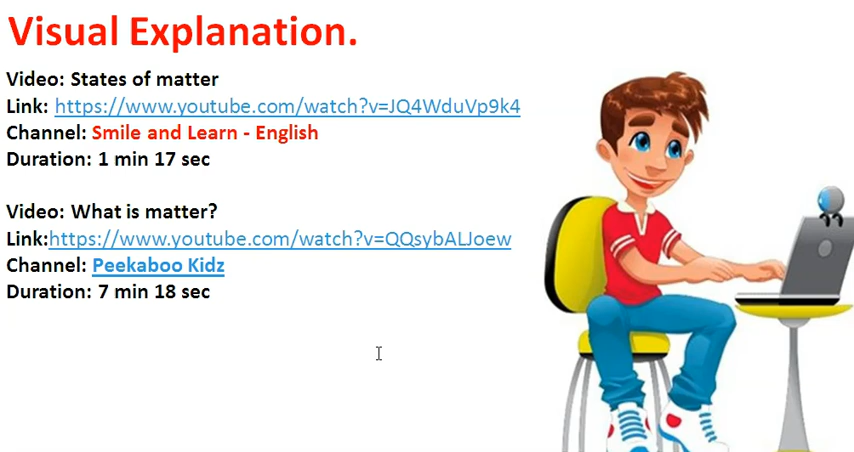 Visual Explanation.
Video: States of matter
Link: https://www.youtube.com/watch?v=JQ4WduVp9k4
Channel: Smile and Learn - English
Duration: 1 min 17 sec
Video: What is matter?
Link:https://www.youtube.com/watch?v=QQsybALJoew
Channel: Peekaboo Kidz
Duration: 7 min 18 sec